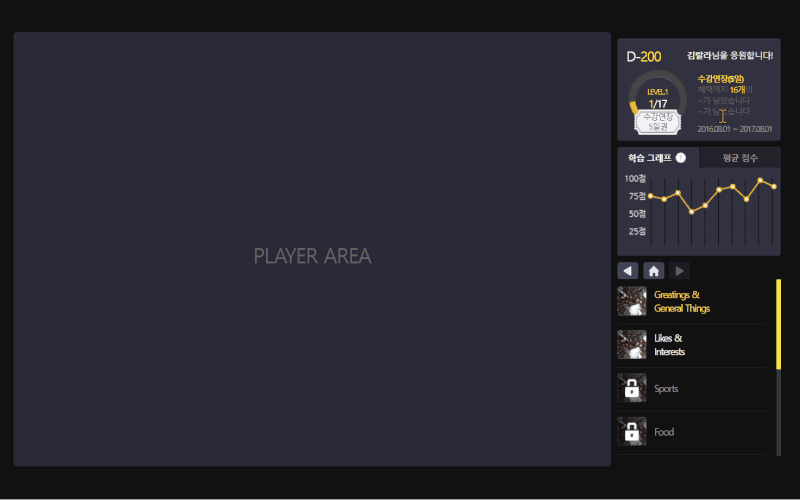 PLAYER AREA
D-200
김발라님을 응원합니다!
LEVEL.1
1/17
수강연장
5일권
수강연장(5일)
혜택까지 16개의
~가 남았습니다
~가 남았습니다
2016.08.01 ~ 2017.08.01
학습 그래프
평균 점수
100점
75점
50점
25점
Greatings &
General Things
Likes &
Interests
Sports
Food